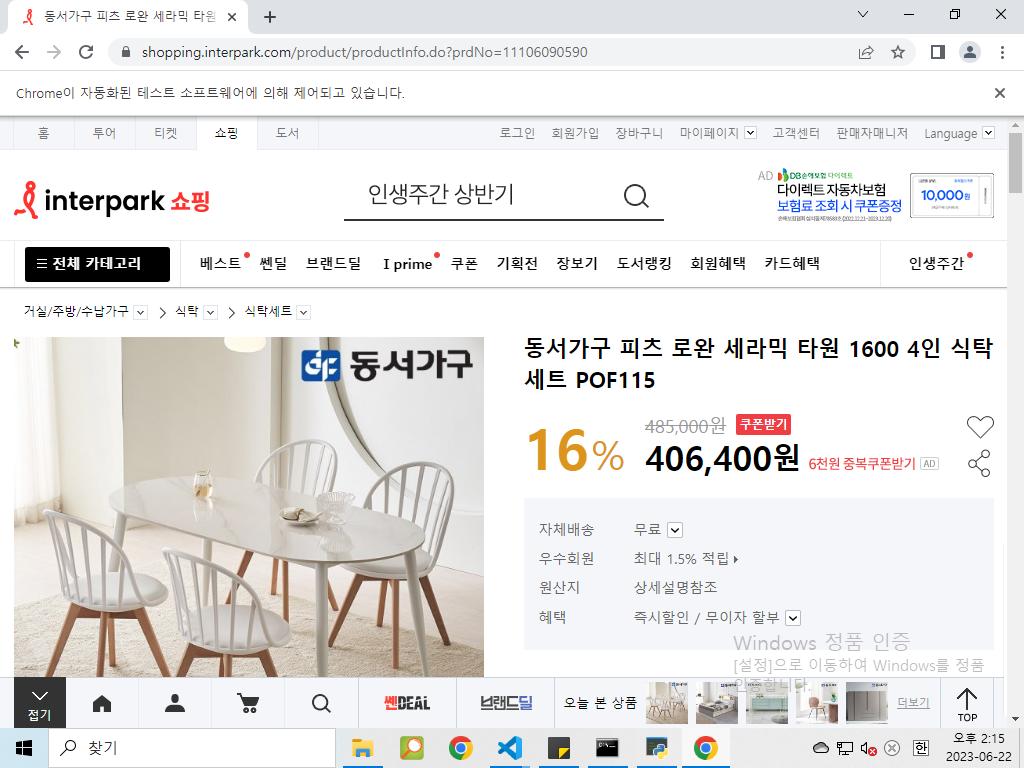 동서가구 피츠 로완 세라믹 타원
shopping.interpark.com/product/productInfo.do?prdNo=11106090590
Chrome이 자동화된 테스트 소프트웨어에 의해 제어되고 있습니다.
홈 투어 티켓 쇼핑 도서 로그인 회원가입 장바구니 마이페이지 고객센터 판매자매니저 Language
interpark 쇼핑
인생주간 상반기
AD DB손해보험 다이렉트
다이렉트 자동차보험
보험료 조회 시 쿠폰증정
10,000원
전체 카테고리 베스트 쎈딜 브랜드딜 I prime 쿠폰 기획전 장보기 도서랭킹 회원혜택 카드혜택 인생주간
거실/주방/수납가구 식탁 식탁세트
동서가구
동서가구 피츠 로완 세라믹 타원 1600 4인 식탁
세트 POF115
16%
485,000원 쿠폰받기
406,400원 6천원 중복쿠폰받기 AD
자체배송 무료
우수회원 최대 1.5% 적립
원산지 상세설명참조
혜택 즉시할인 / 무이자 할부
Windows 정품 인증
[설정]으로 이동하여 Windows를 정품
인증합니다.
접기 쎈DEAL 브랜드딜 오늘 본 상품 더보기 TOP
찾기
한
오후 2:15
2023-06-22